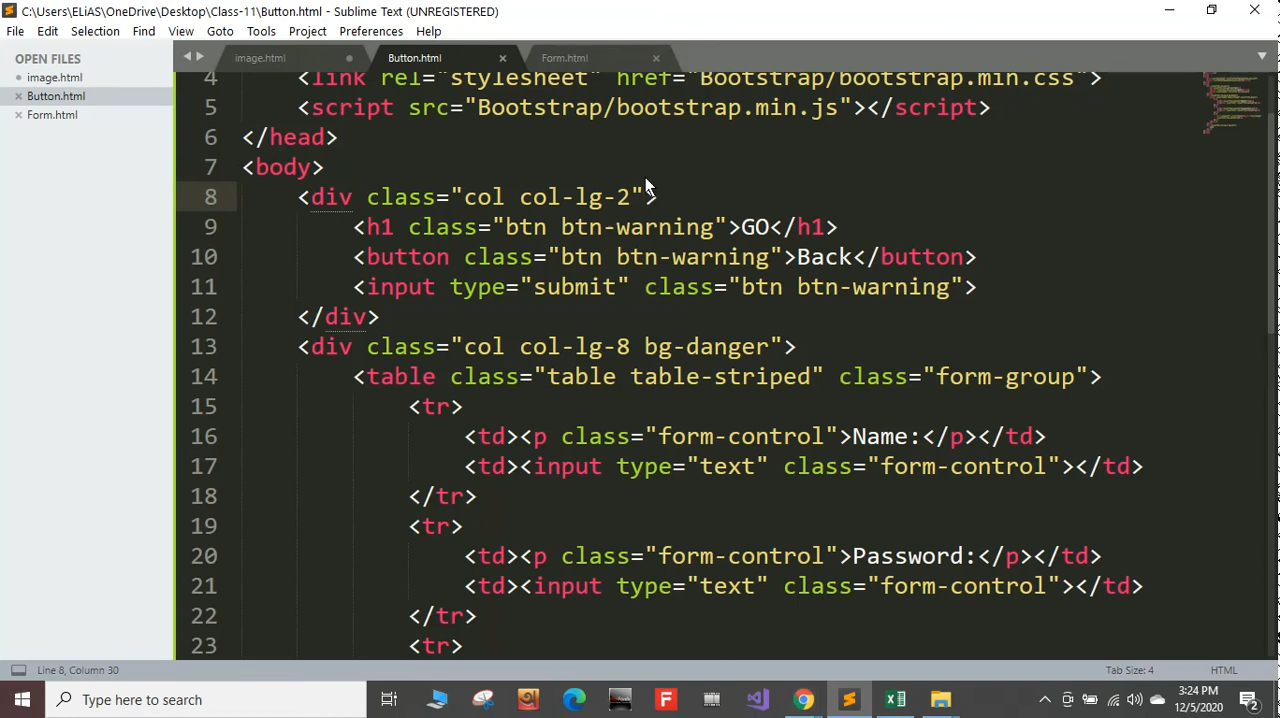 C:\Users\ELiAS\OneDrive\Desktop\Class-11\Button.html - Sublime Text (UNREGISTERED)
File Edit Selection Find View Goto Tools Project Preferences Help
OPEN FILES
image.html
Button.html
Form.html
image.html Button.html Form.html
4 <link rel="stylesheet" href="Bootstrap/bootstrap.min.css">
5 <script src="Bootstrap/bootstrap.min.js"></script>
6 </head>
7 <body>
8 <div class="col col-lg-2">
9 <h1 class="btn btn-warning">GO</h1>
10 <button class="btn btn-warning">Back</button>
11 <input type="submit" class="btn btn-warning">
12 </div>
13 <div class="col col-lg-8 bg-danger">
14 <table class="table table-striped" class="form-group">
15 <tr>
16 <td><p class="form-control">Name:</p></td>
17 <td><input type="text" class="form-control"></td>
18 </tr>
19 <tr>
20 <td><p class="form-control">Password:</p></td>
21 <td><input type="text" class="form-control"></td>
22 </tr>
23 <tr>
Line 8, Column 30 Tab Size: 4 HTML
Type here to search
3:24 PM
12/5/2020
2